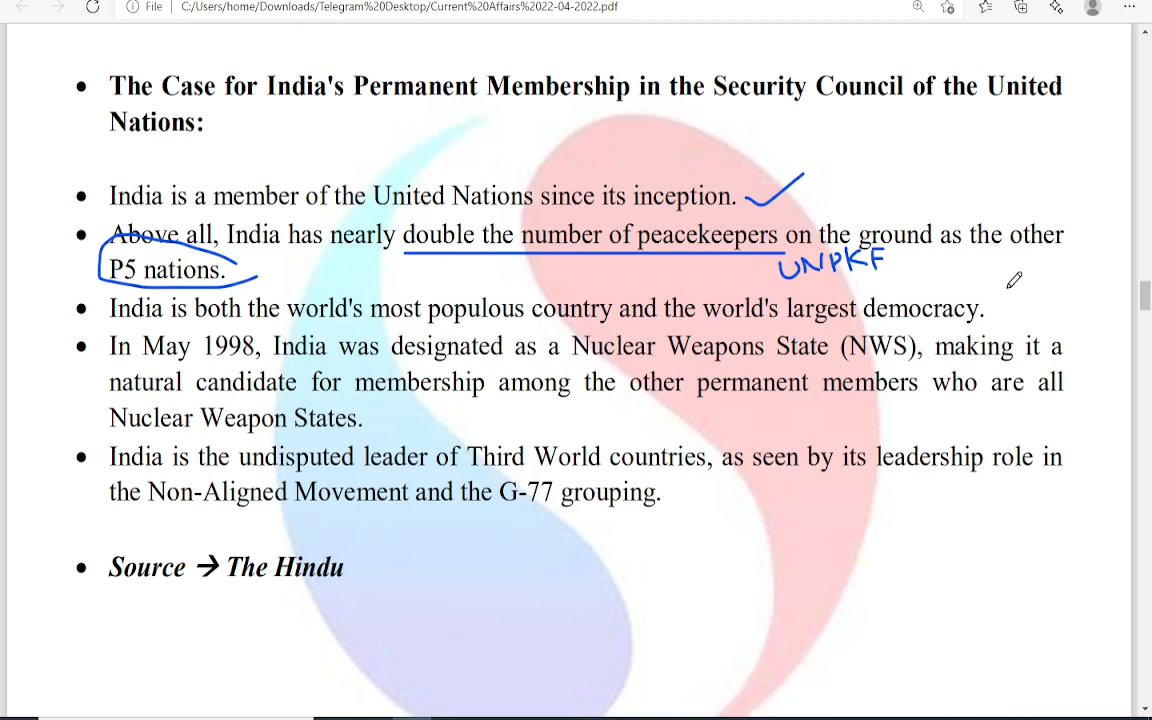 File | C:/Users/home/Downloads/Telegram%20Desktop/Current%20Affairs%2022-04-2022.pdf
• The Case for India's Permanent Membership in the Security Council of the United
Nations:
• India is a member of the United Nations since its inception.
• Above all, India has nearly double the number of peacekeepers on the ground as the other
P5 nations.
UNPKF
• India is both the world's most populous country and the world's largest democracy.
• In May 1998, India was designated as a Nuclear Weapons State (NWS), making it a
natural candidate for membership among the other permanent members who are all
Nuclear Weapon States.
• India is the undisputed leader of Third World countries, as seen by its leadership role in
the Non-Aligned Movement and the G-77 grouping.
• Source → The Hindu